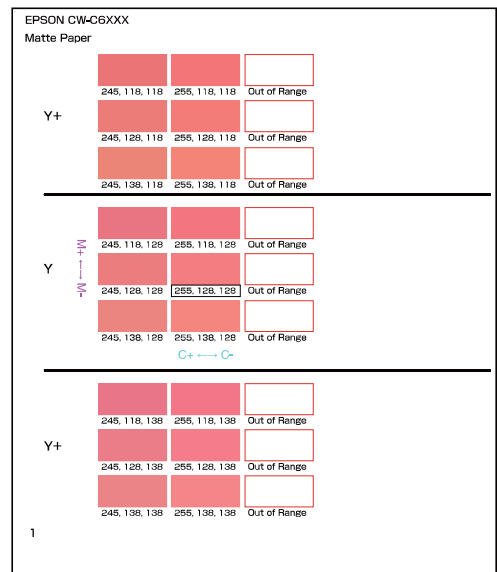 EPSON CW-C6XXX
Matte Paper
Y+
245, 118, 118 255, 118, 118 Out of Range
245, 128, 118 255, 128, 118 Out of Range
245, 138, 118 255, 138, 118 Out of Range
Y
M+ ←→ M-
245, 118, 128 255, 118, 128 Out of Range
245, 128, 128 255, 128, 128 Out of Range
245, 138, 128 255, 138, 128 Out of Range
C+ ←→ C-
Y+
245, 118, 138 255, 118, 138 Out of Range
245, 128, 138 255, 128, 138 Out of Range
245, 138, 138 255, 138, 138 Out of Range
1